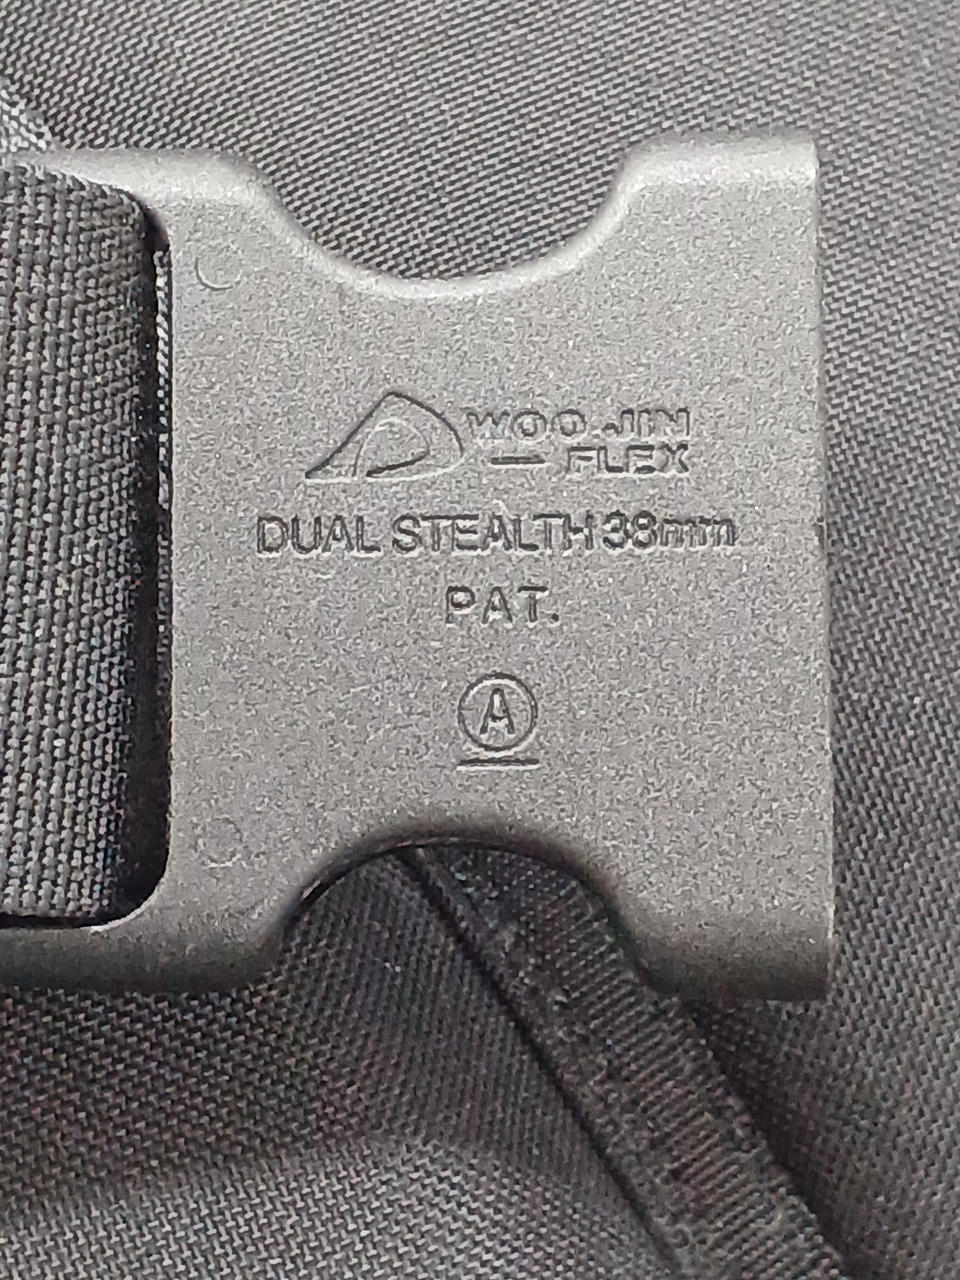 WOO JIN
FLEX
DUAL STEALTH 38mm
PAT.
A